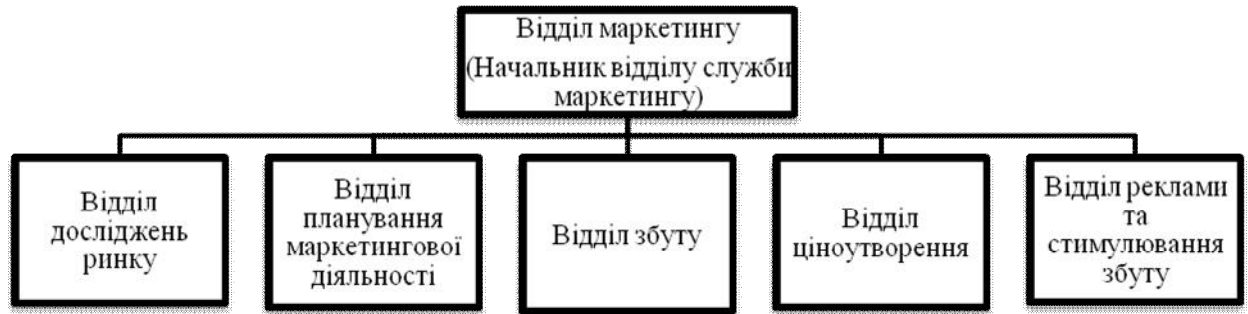 Відділ маркетингу
(Начальник відділу служби
маркетингу)
Відділ
досліджень
ринку
Відділ
планування
маркетингової
діяльності
Відділ збуту
Відділ
ціноутворення
Відділ реклами
та
стимулювання
збуту